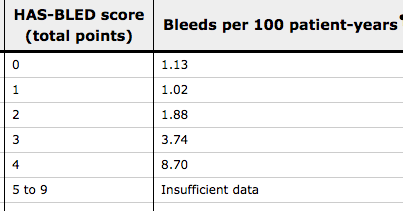 HAS-BLED score
(total points)
Bleeds per 100 patient-years
0 1.13
1 1.02
2 1.88
3 3.74
4 8.70
5 to 9 Insufficient data